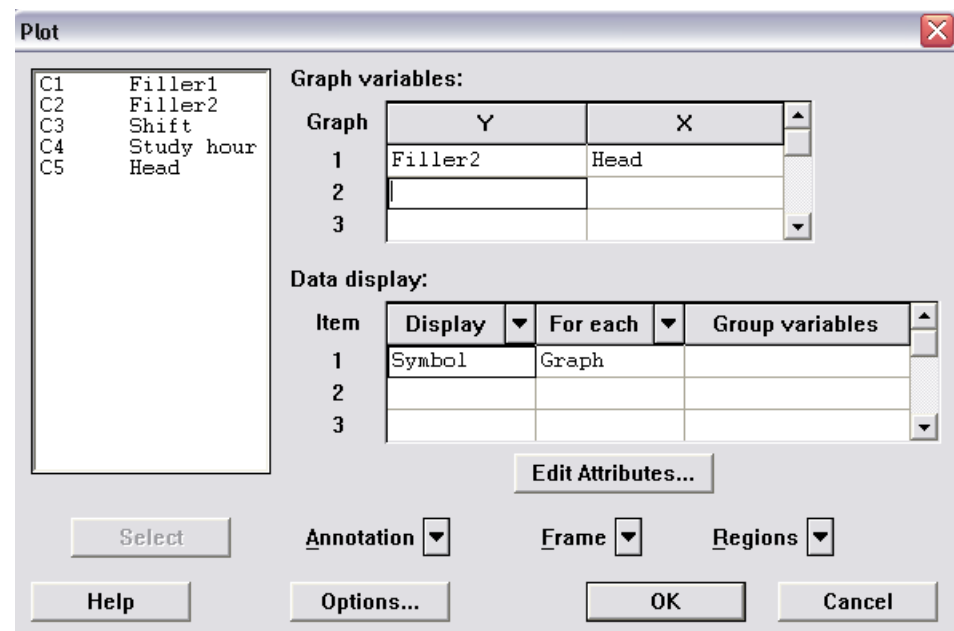 Plot
C1 Filler1
C2 Filler2
C3 Shift
C4 Study hour
C5 Head
Graph variables:
Graph Y X
1 Filler2 Head
2
3
Data display:
Item Display For each Group variables
1 Symbol Graph
2
3
Edit Attributes...
Select Annotation Frame Regions
Help Options... OK Cancel